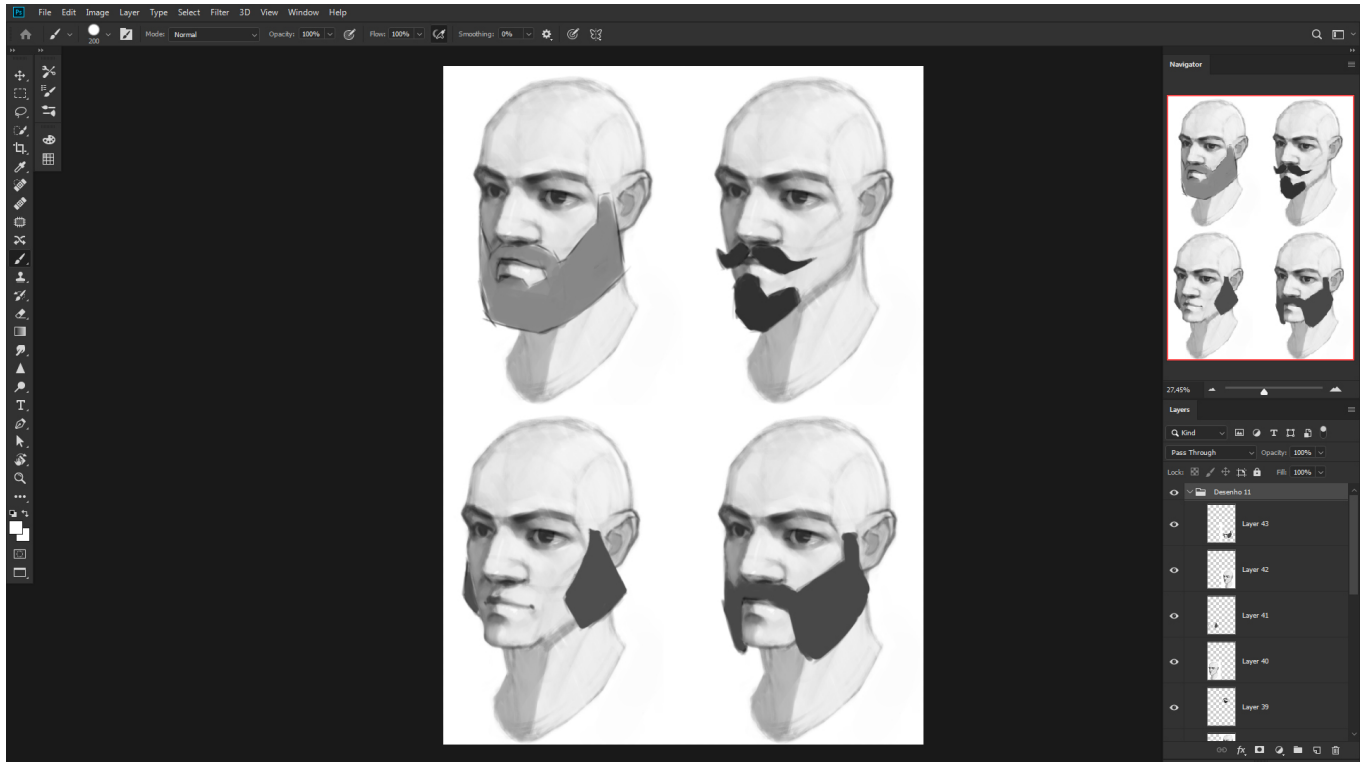 Ps File Edit Image Layer Type Select Filter 3D View Window Help
200 Mode: Normal Opacity: 100% Flow: 100% Smoothing: 0%
Navigator
27,45%
Layers
Kind
Pass Through Opacity: 100%
Lock: Fill: 100%
Desenho 11
Layer 43
Layer 42
Layer 41
Layer 40
Layer 39